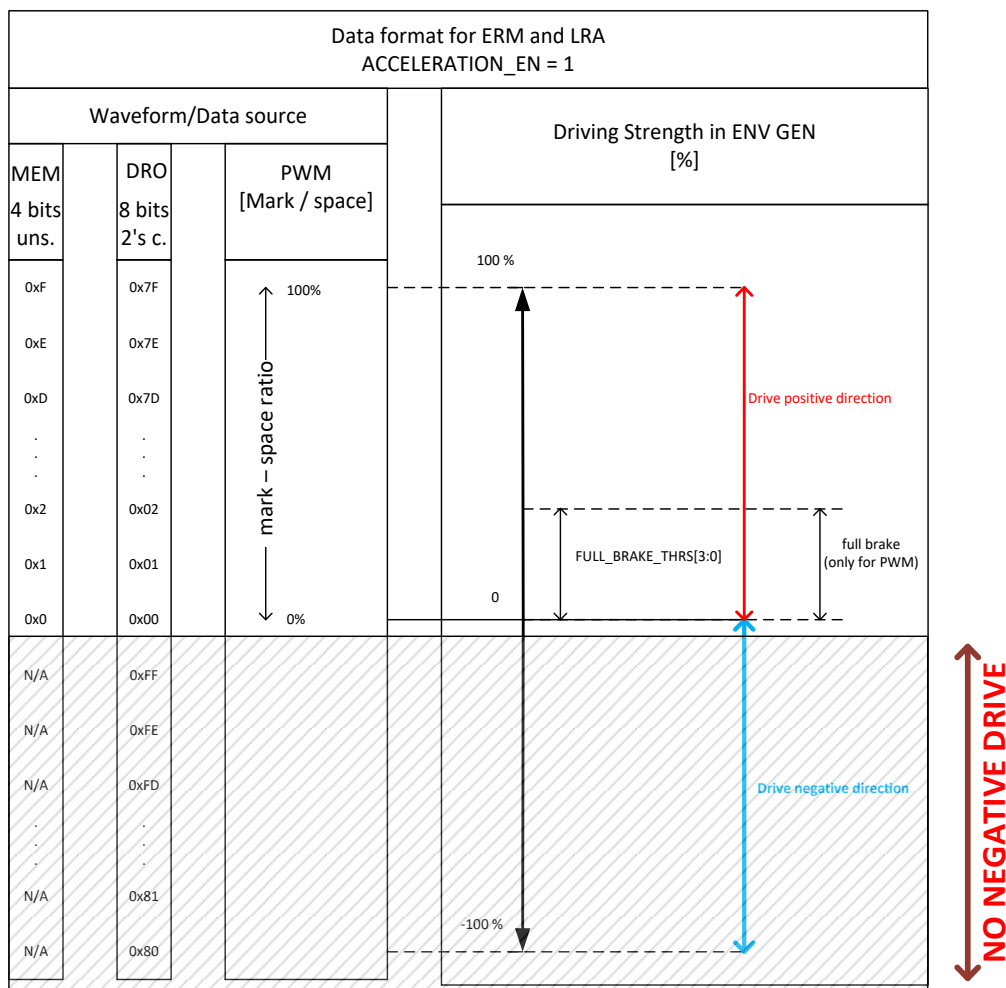 Data format for ERM and LRA
ACCELERATION_EN = 1
Waveform/Data source
Driving Strength in ENV GEN
[%]
MEM
4 bits
uns.
DRO
8 bits
2's c.
PWM
[Mark / space]
100 %
0xF 0x7F 100%
0xE 0x7E
0xD 0x7D
Drive positive direction
. .
. .
. .
mark – space ratio
0x2 0x02
FULL_BRAKE_THRS[3:0]
full brake
(only for PWM)
0x1 0x01
0
0x0 0x00 0%
N/A 0xFF
N/A 0xFE
N/A 0xFD
Drive negative direction
. .
. .
. .
N/A 0x81
-100 %
N/A 0x80
NO NEGATIVE DRIVE